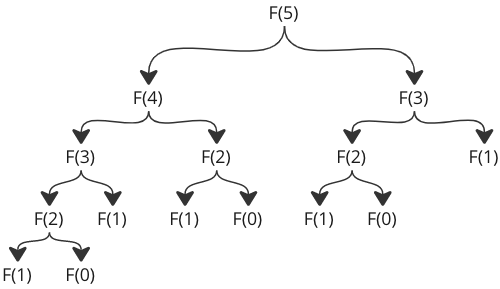 F(5)
F(4) F(3)
F(3) F(2) F(2) F(1)
F(2) F(1) F(1) F(0) F(1) F(0)
F(1) F(0)